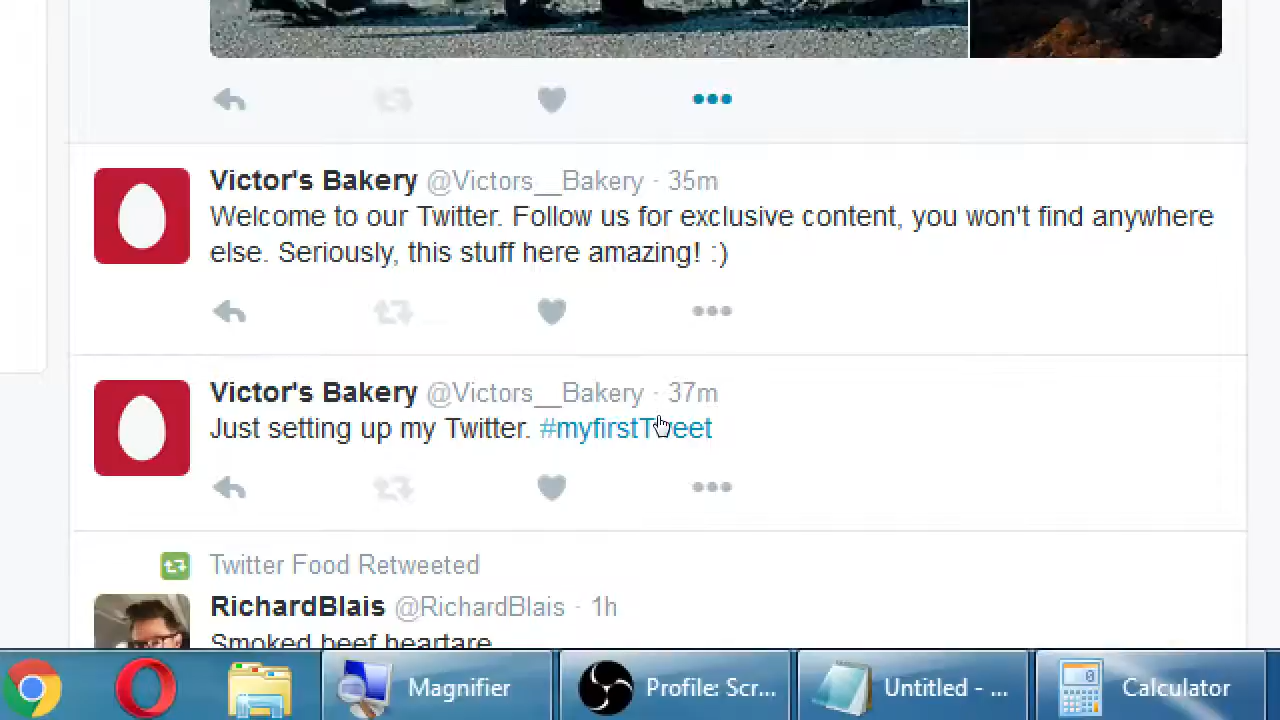 Victor's Bakery @Victors__Bakery · 35m
Welcome to our Twitter. Follow us for exclusive content, you won't find anywhere
else. Seriously, this stuff here amazing! :)
Victor's Bakery @Victors__Bakery · 37m
Just setting up my Twitter. #myfirstTweet
Twitter Food Retweeted
RichardBlais @RichardBlais · 1h
Smoked beef heartare
Magnifier
Profile: Scr...
Untitled - ...
0
Calculator